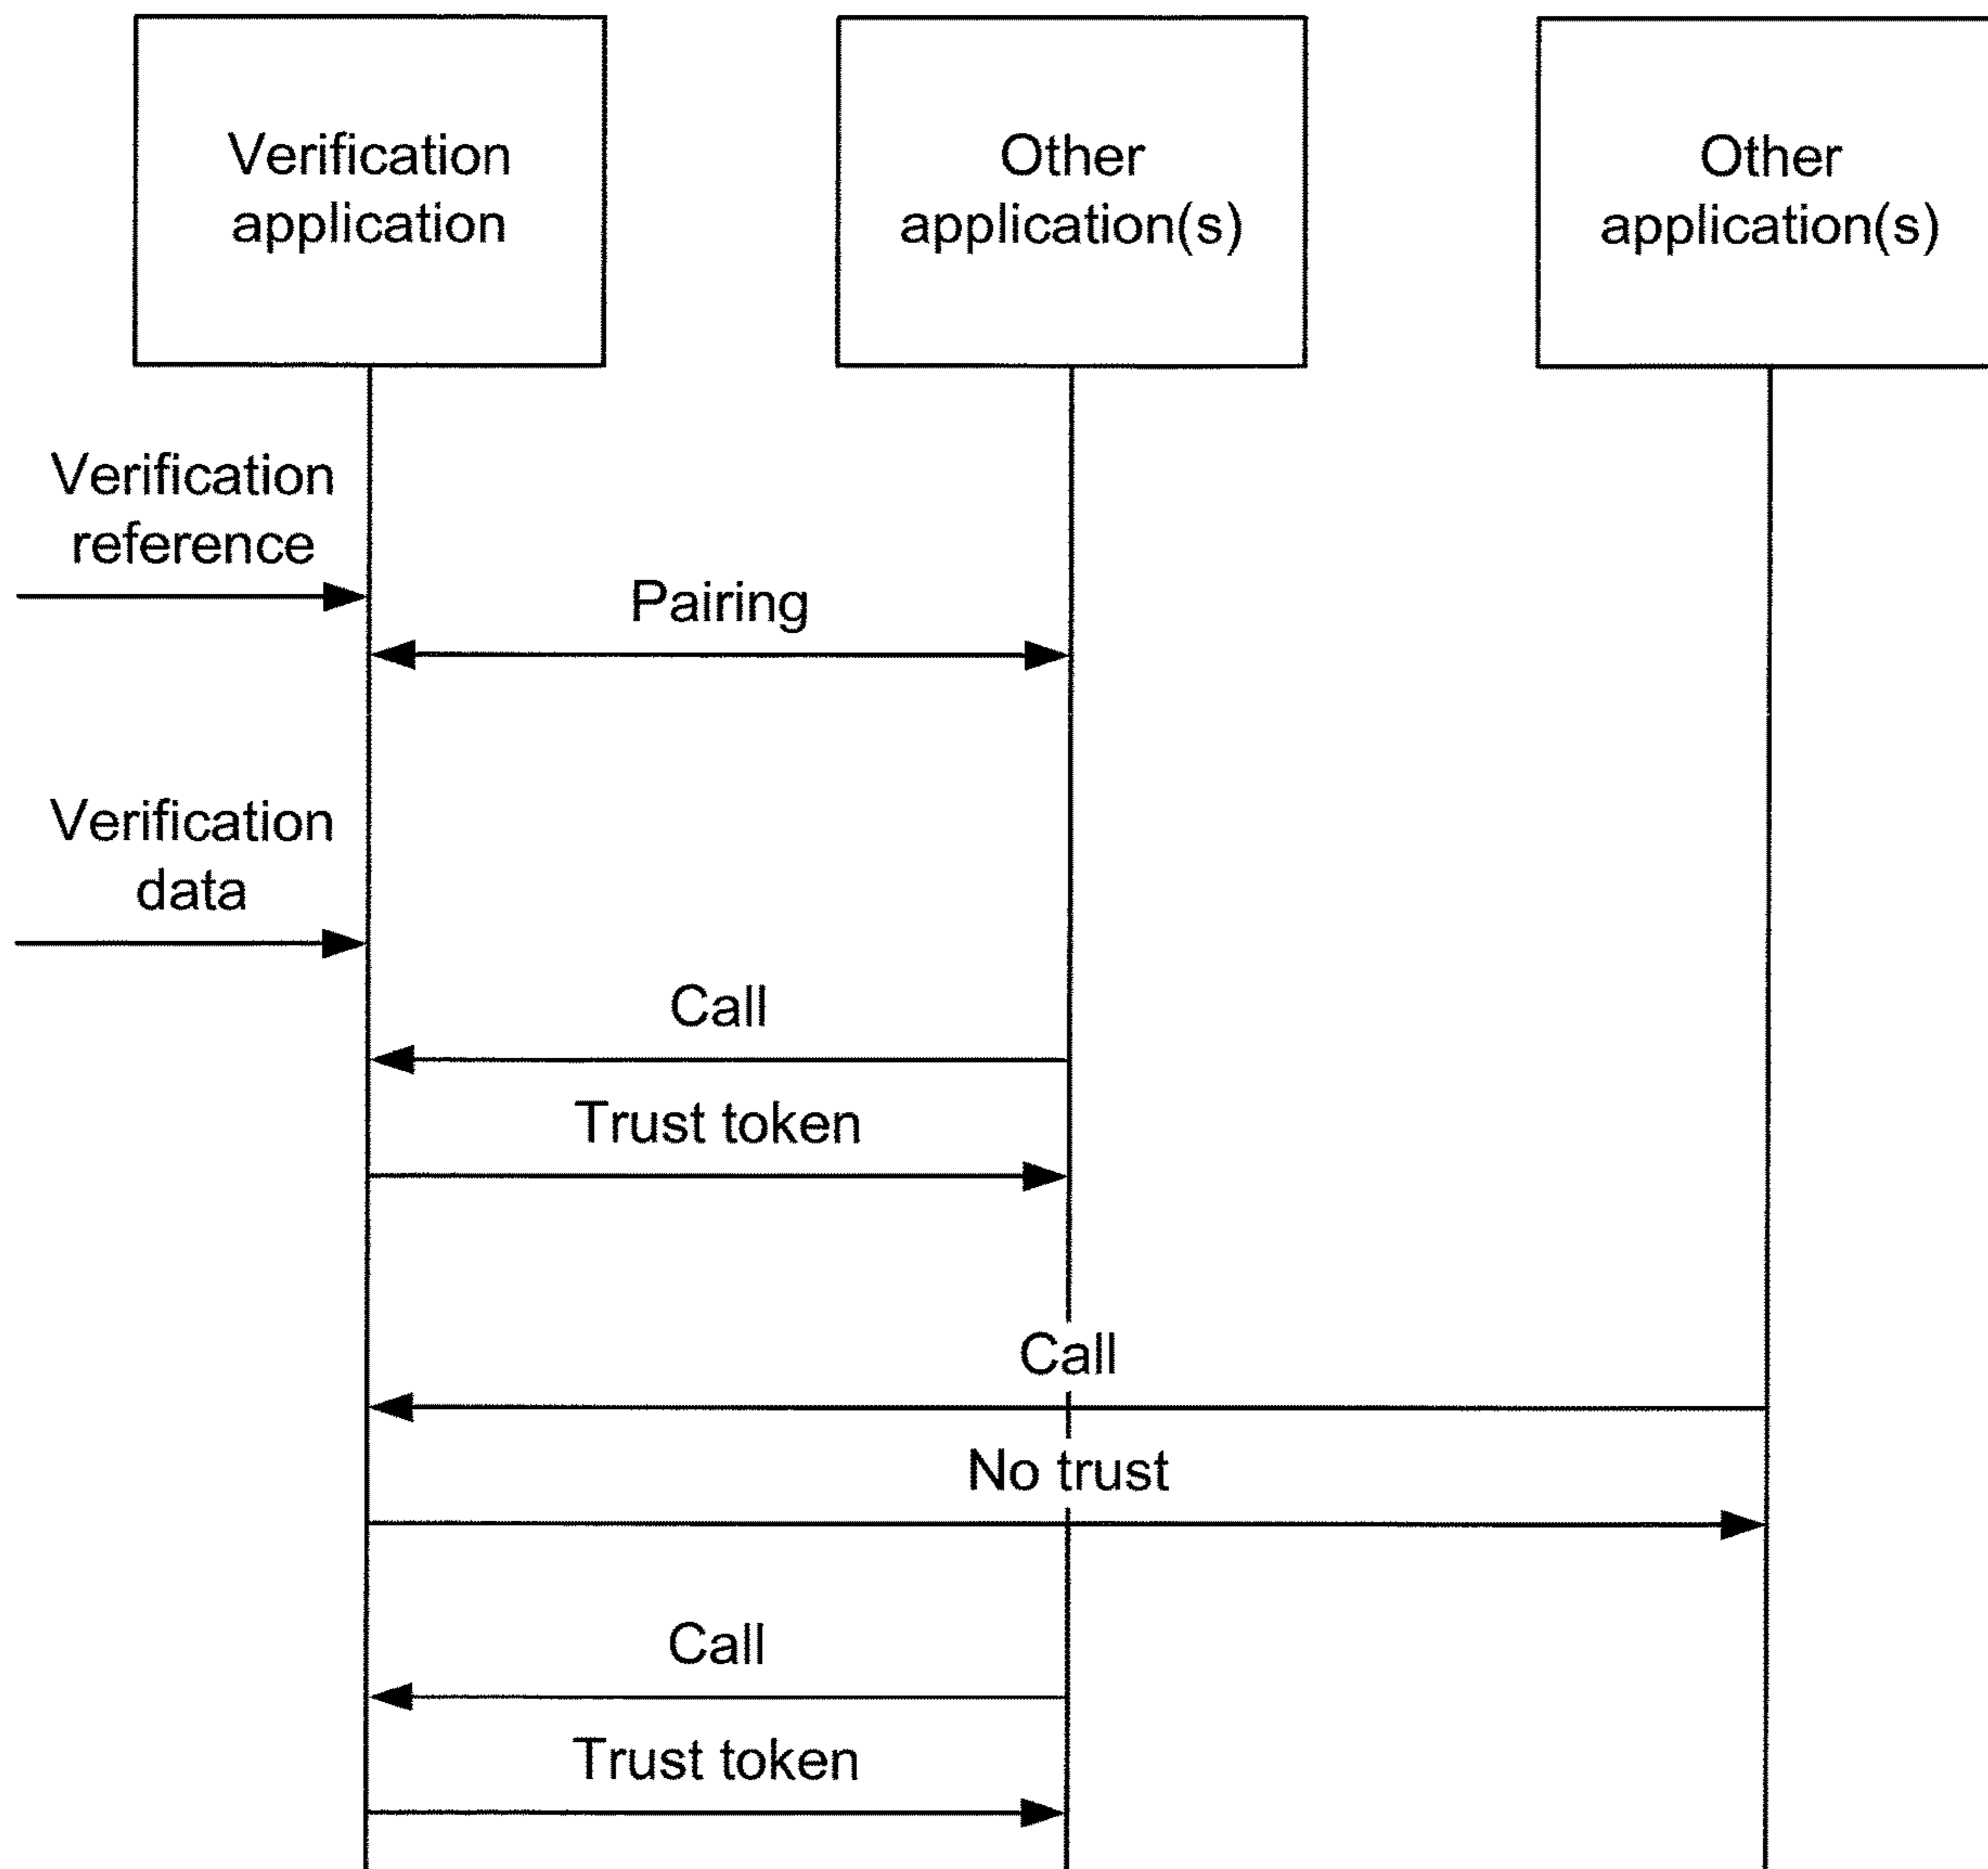 Verification
application
Other
application(s)
Other
application(s)
Verification
reference
Pairing
Verification
data
Call
Trust token
Call
No trust
Call
Trust token